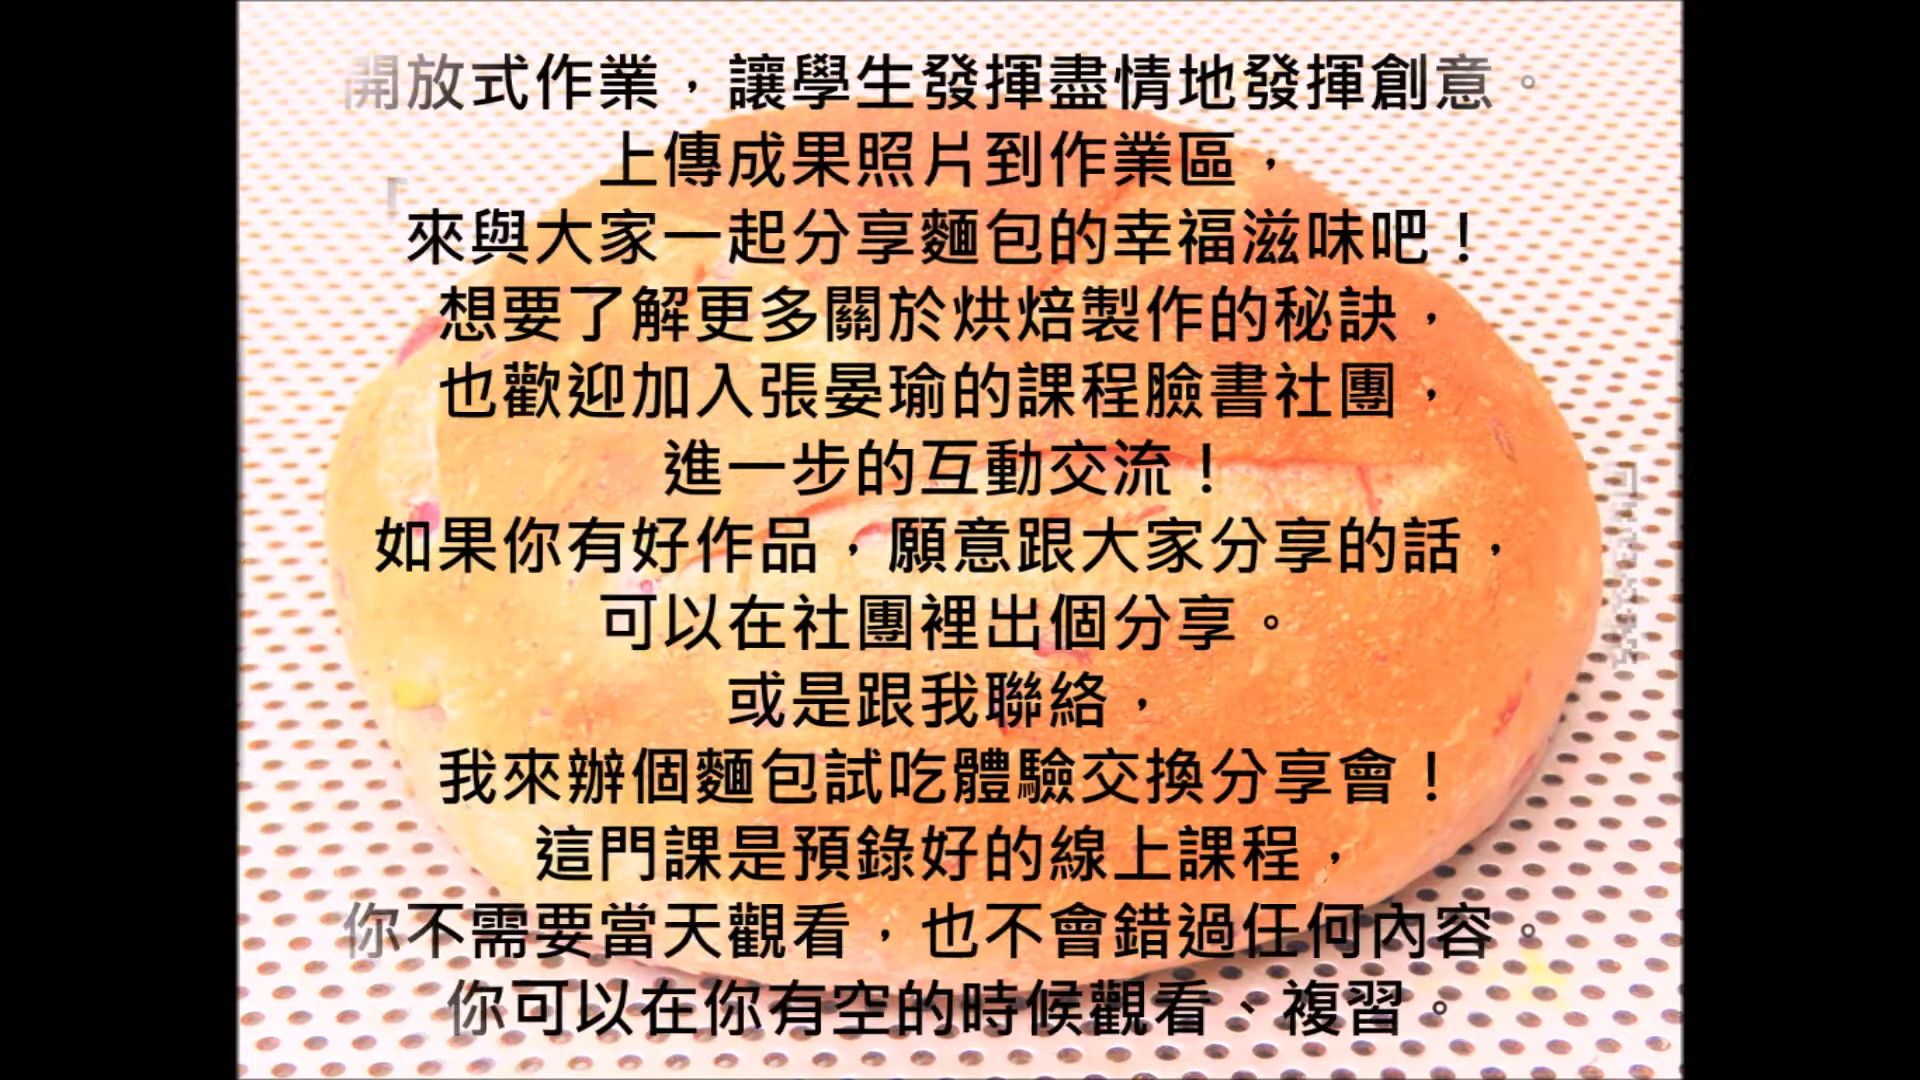 開放式作業，讓學生發揮盡情地發揮創意。
上傳成果照片到作業區，
來與大家一起分享麵包的幸福滋味吧！
想要了解更多關於烘焙製作的秘訣，
也歡迎加入張晏瑜的課程臉書社團，
進一步的互動交流！
如果你有好作品，願意跟大家分享的話，
可以在社團裡出個分享。
或是跟我聯絡，
我來辦個麵包試吃體驗交換分享會！
這門課是預錄好的線上課程，
你不需要當天觀看，也不會錯過任何內容。
你可以在你有空的時候觀看、複習。